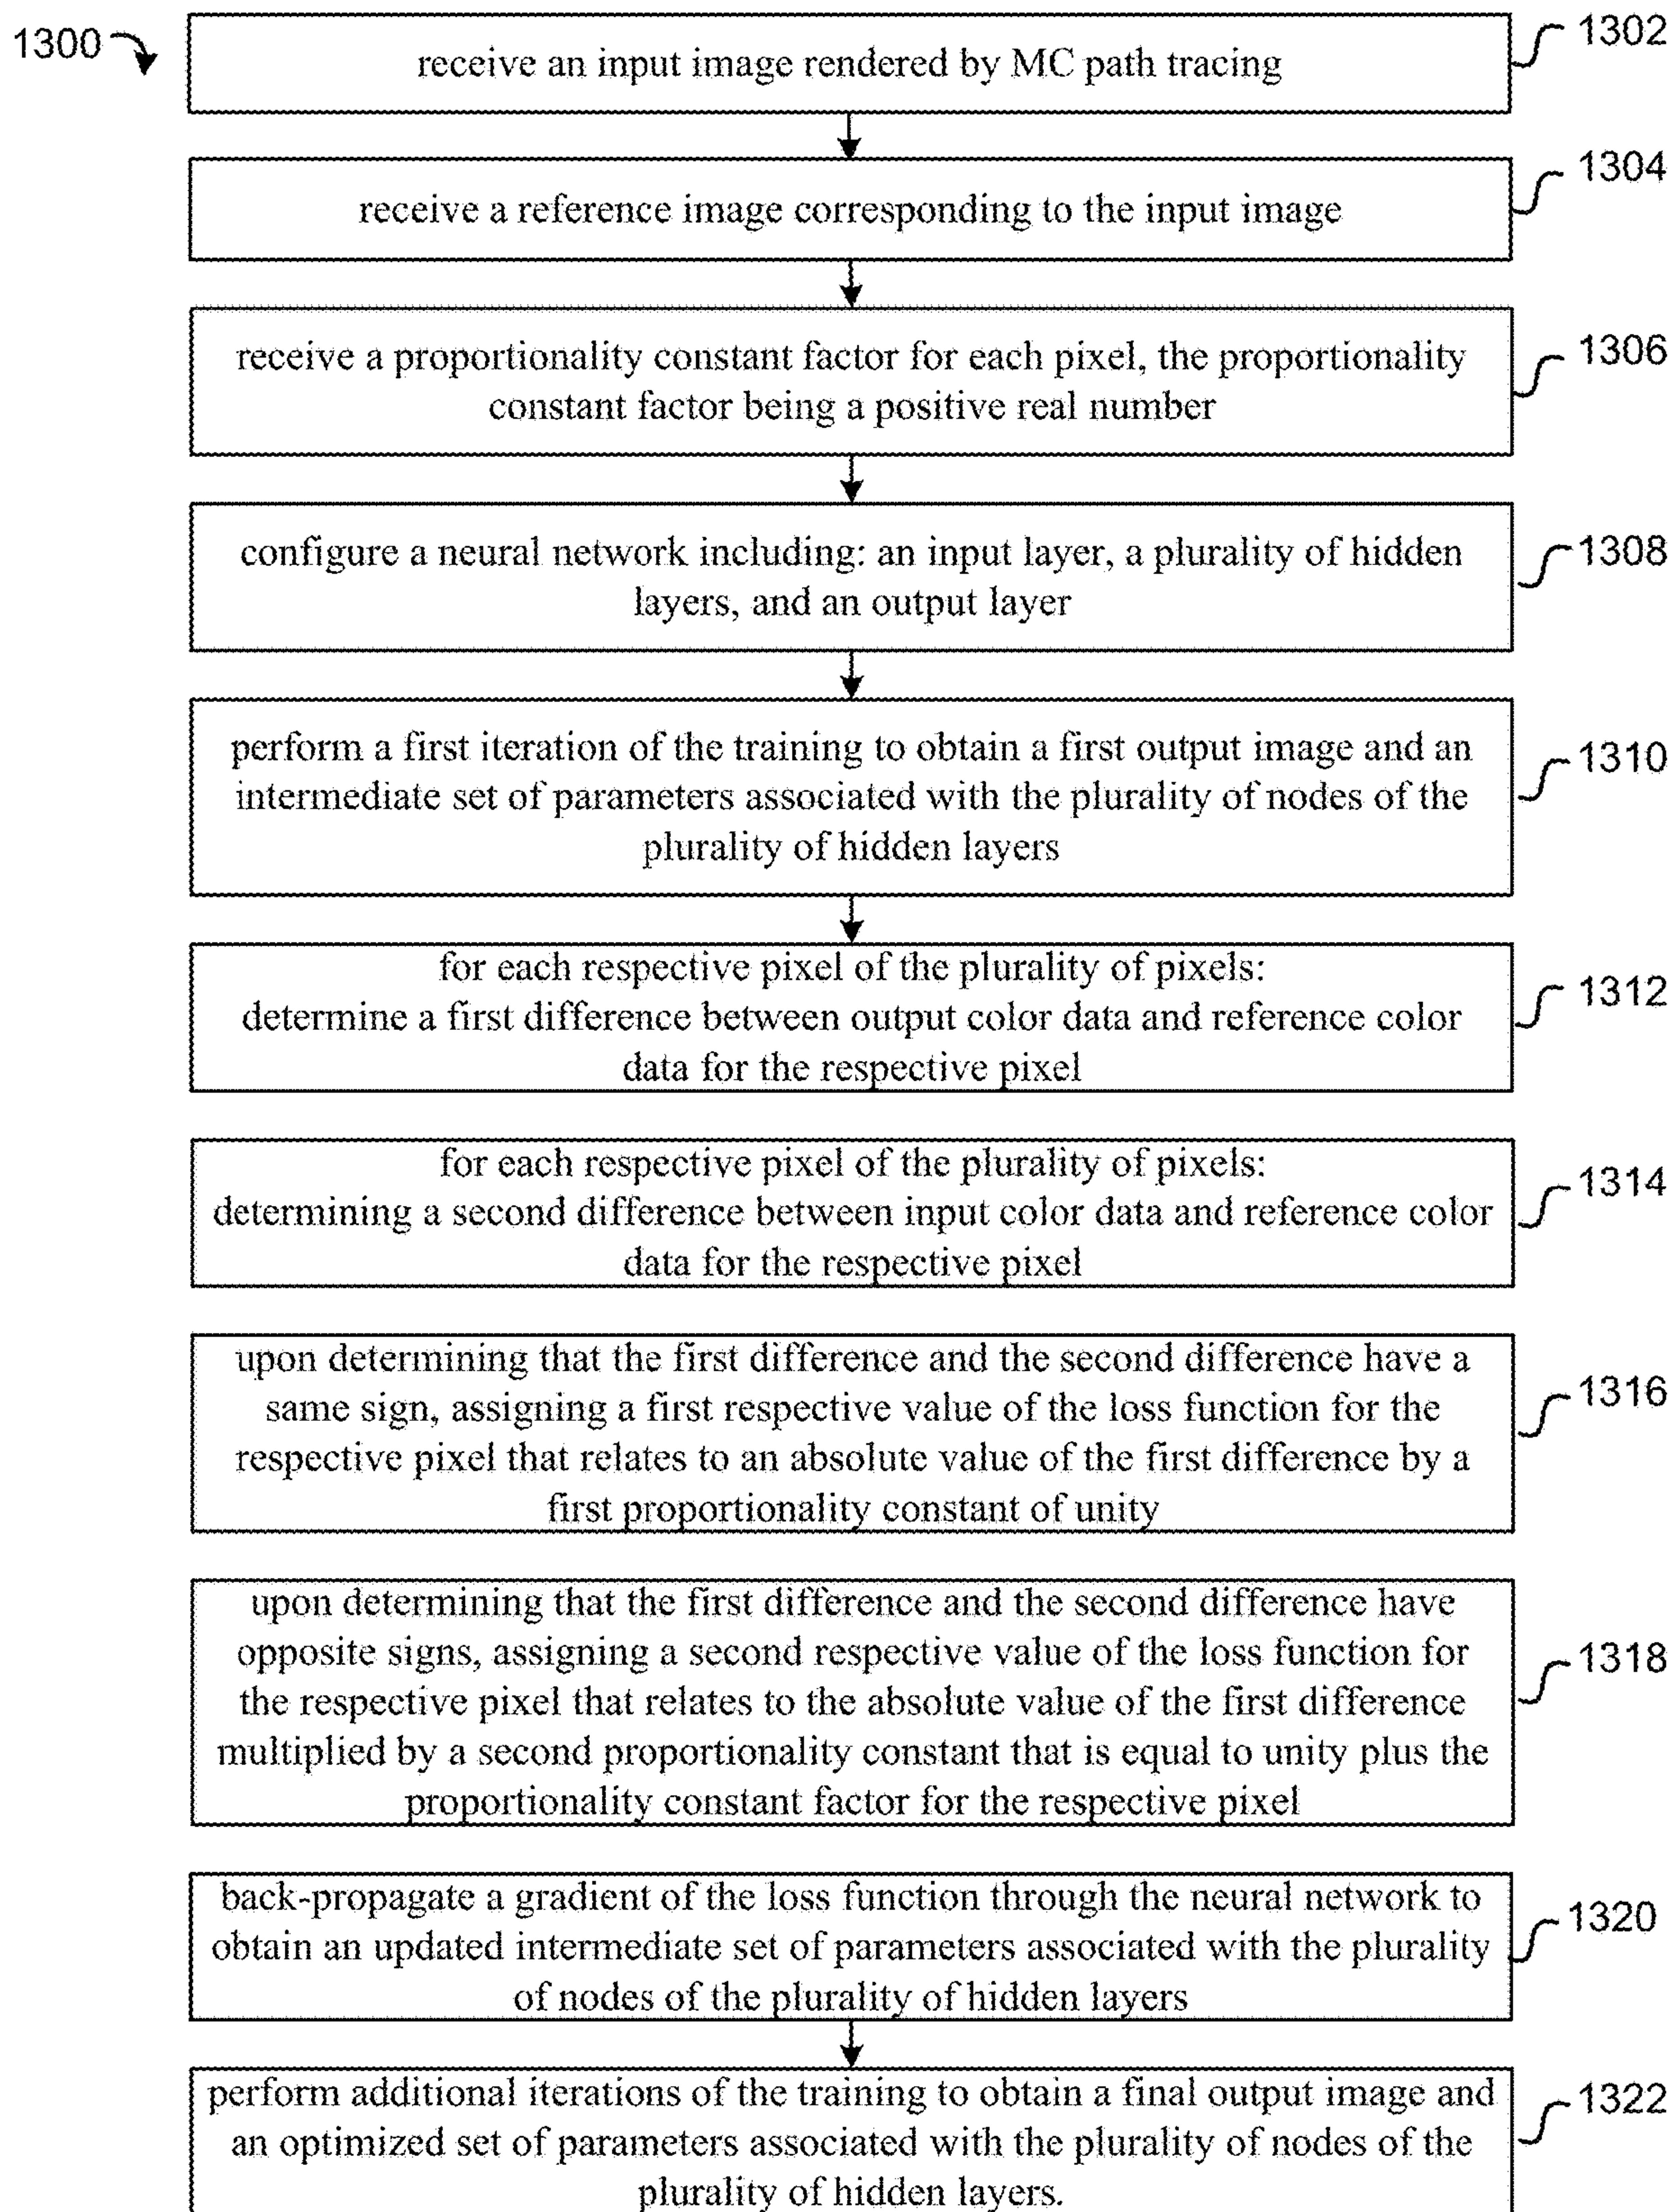 1300
1302
receive an input image rendered by MC path tracing
1304
receive a reference image corresponding to the input image
1306
receive a proportionality constant factor for each pixel, the proportionality
constant factor being a positive real number
1308
configure a neural network including: an input layer, a plurality of hidden
layers, and an output layer
1310
perform a first iteration of the training to obtain a first output image and an
intermediate set of parameters associated with the plurality of nodes of the
plurality of hidden layers
1312
for each respective pixel of the plurality of pixels:
determine a first difference between output color data and reference color
data for the respective pixel
1314
for each respective pixel of the plurality of pixels:
determining a second difference between input color data and reference color
data for the respective pixel
1316
upon determining that the first difference and the second difference have a
same sign, assigning a first respective value of the loss function for the
respective pixel that relates to an absolute value of the first difference by a
first proportionality constant of unity
1318
upon determining that the first difference and the second difference have
opposite signs, assigning a second respective value of the loss function for
the respective pixel that relates to the absolute value of the first difference
multiplied by a second proportionality constant that is equal to unity plus the
proportionality constant factor for the respective pixel
1320
back-propagate a gradient of the loss function through the neural network to
obtain an updated intermediate set of parameters associated with the plurality
of nodes of the plurality of hidden layers
1322
perform additional iterations of the training to obtain a final output image and
an optimized set of parameters associated with the plurality of nodes of the
plurality of hidden layers.